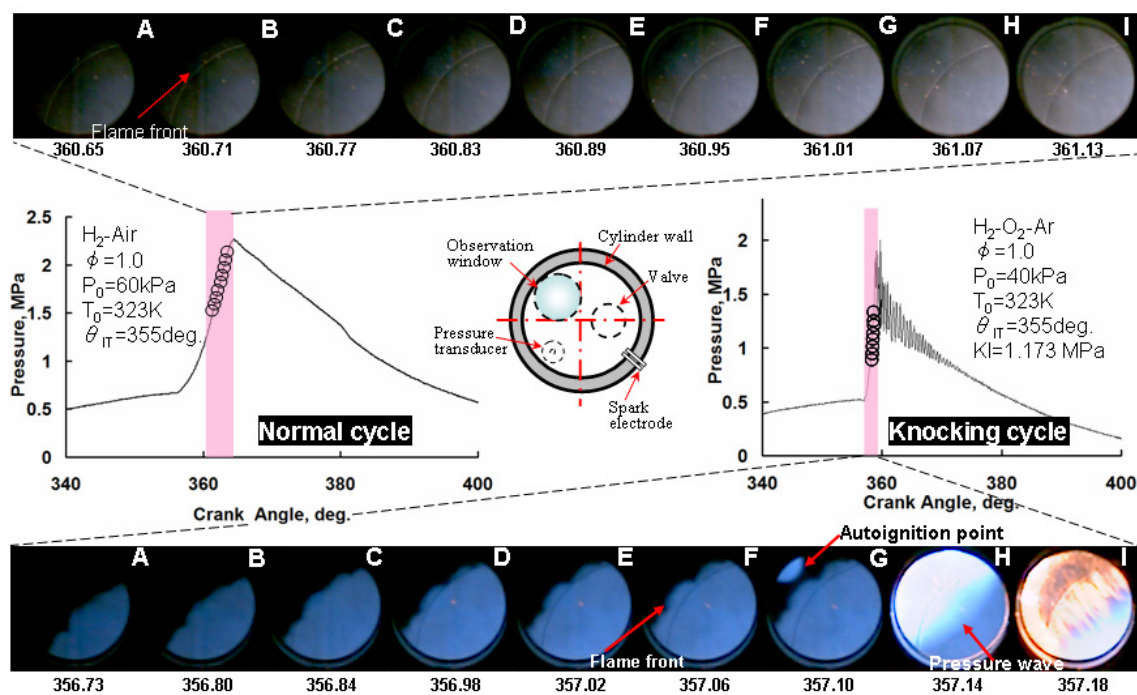 A B C D E F G H I
Flame front
360.65 360.71 360.77 360.83 360.89 360.95 361.01 361.07 361.13
2.5
2
1.5
1
0.5
0
Pressure, MPa
340 360 380 400
Crank Angle, deg.
H₂-Air
ϕ=1.0
P₀=60kPa
T₀=323K
θ_IT=355deg.
Normal cycle
Observation
window
Cylinder wall
Valve
Pressure
transducer
Spark
electrode
2.5
2
1.5
1
0.5
0
Pressure, MPa
340 360 380 400
Crank Angle, deg.
H₂-O₂-Ar
ϕ=1.0
P₀=40kPa
T₀=323K
θ_IT=355deg.
KI=1.173 MPa
Knocking cycle
Autoignition point
A B C D E F G H I
Flame front
Pressure wave
356.73 356.80 356.84 356.98 357.02 357.06 357.10 357.14 357.18